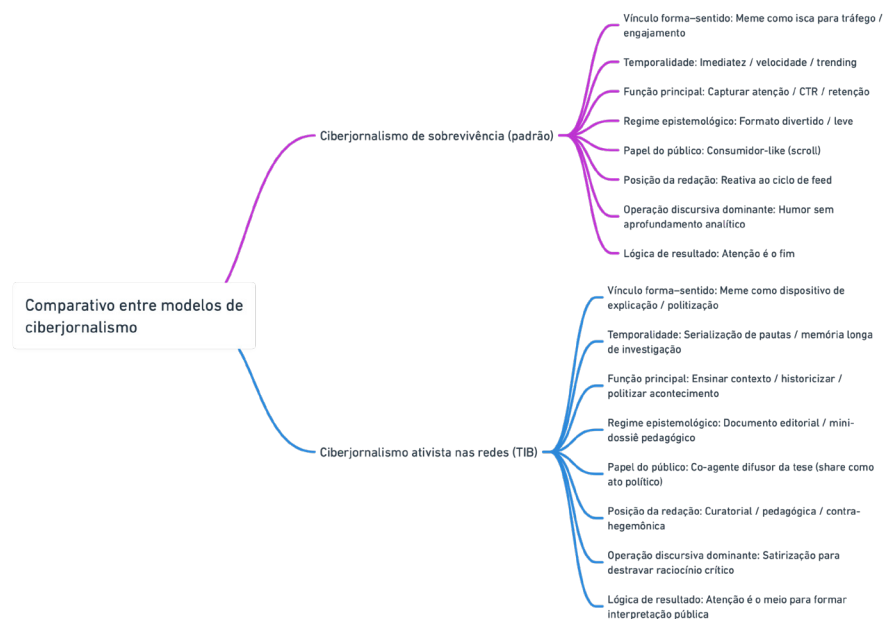 Comparativo entre modelos de
ciberjornalismo
Ciberjornalismo de sobrevivência (padrão)
Vínculo forma–sentido: Meme como isca para tráfego /
engajamento
Temporalidade: Imediatez / velocidade / trending
Função principal: Capturar atenção / CTR / retenção
Regime epistemológico: Formato divertido / leve
Papel do público: Consumidor-like (scroll)
Posição da redação: Reativa ao ciclo de feed
Operação discursiva dominante: Humor sem
aprofundamento analítico
Lógica de resultado: Atenção é o fim
Ciberjornalismo ativista nas redes (TIB)
Vínculo forma–sentido: Meme como dispositivo de
explicação / politização
Temporalidade: Serialização de pautas / memória longa
de investigação
Função principal: Ensinar contexto / historicizar /
politizar acontecimento
Regime epistemológico: Documento editorial / mini-
dossiê pedagógico
Papel do público: Co-agente difusor da tese (share como
ato político)
Posição da redação: Curatorial / pedagógica / contra-
hegemônica
Operação discursiva dominante: Satirização para
destravar raciocínio crítico
Lógica de resultado: Atenção é o meio para formar
interpretação pública